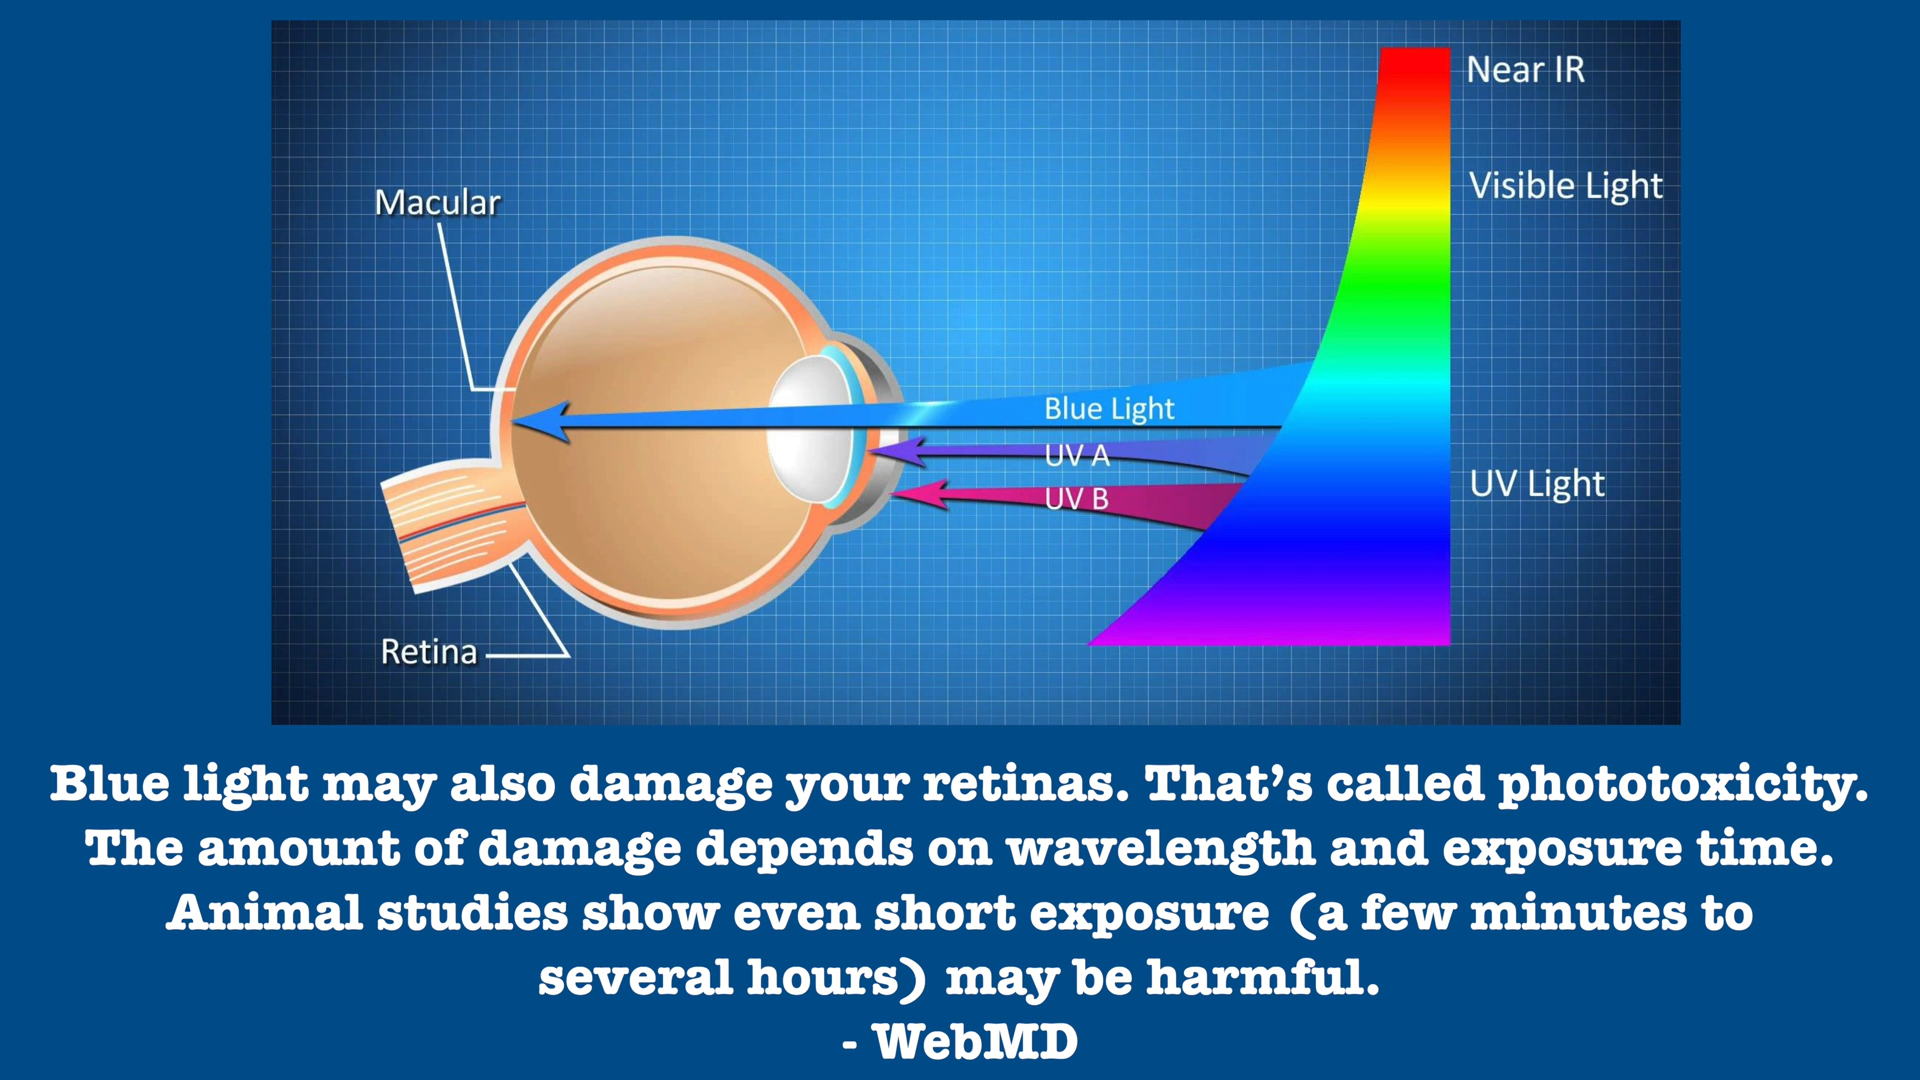 Near IR
Visible Light
Macular
Blue Light
UV A
UV B
UV Light
Retina
Blue light may also damage your retinas. That’s called phototoxicity.
The amount of damage depends on wavelength and exposure time.
Animal studies show even short exposure (a few minutes to
several hours) may be harmful.
- WebMD